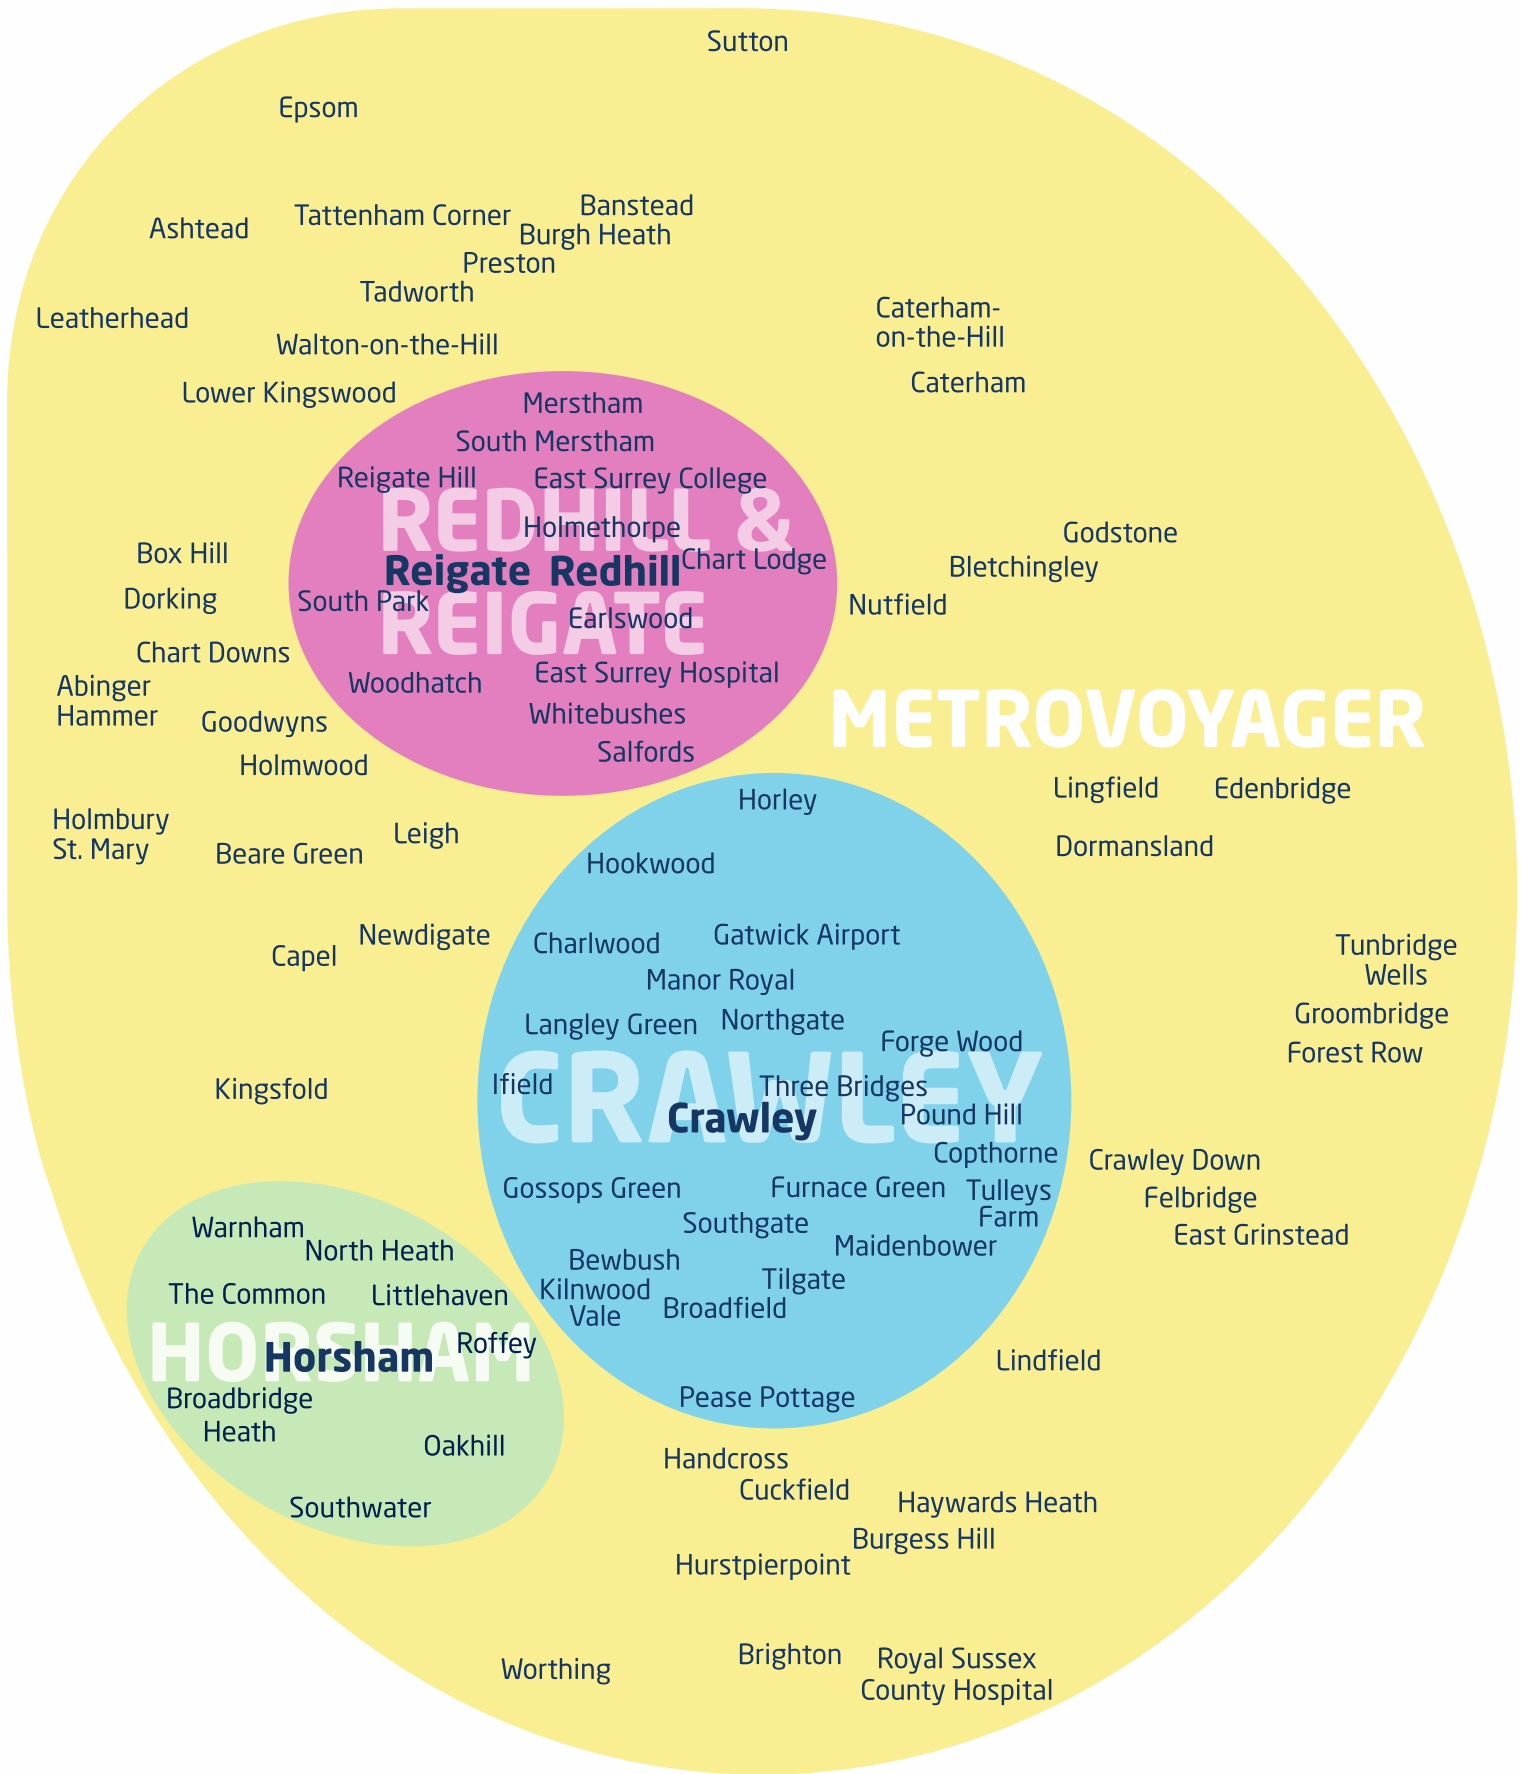 Sutton
Epsom
Banstead
Tattenham Corner
Ashtead
Burgh Heath
Preston
Tadworth
Leatherhead
Caterham-
on-the-Hill
Walton-on-the-Hill
Caterham
Lower Kingswood
Merstham
South Merstham
Reigate Hill
East Surrey College
REDHILL &
REIGATE
Holmethorpe
Chart Lodge
Reigate
Redhill
South Park
Earlswood
East Surrey Hospital
Woodhatch
Whitebushes
Salfords
Godstone
Bletchingley
Nutfield
Box Hill
Dorking
Chart Downs
Abinger
Hammer
Goodwyns
Holmwood
METROVOYAGER
Lingfield
Edenbridge
Dormansland
Holmbury
St. Mary
Leigh
Beare Green
Newdigate
Capel
Kingsfold
Horley
Hookwood
Gatwick Airport
Charlwood
Manor Royal
Northgate
Langley Green
Forge Wood
CRAWLEY
Ifield
Three Bridges
Crawley
Pound Hill
Copthorne
Gossops Green
Furnace Green
Tulleys
Farm
Southgate
Maidenbower
Bewbush
Tilgate
Kilnwood
Vale
Broadfield
Pease Pottage
Tunbridge
Wells
Groombridge
Forest Row
Crawley Down
Felbridge
East Grinstead
Warnham
North Heath
The Common
Littlehaven
HORSHAM
Roffey
Horsham
Broadbridge
Heath
Oakhill
Southwater
Lindfield
Handcross
Cuckfield
Haywards Heath
Burgess Hill
Hurstpierpoint
Worthing
Brighton
Royal Sussex
County Hospital